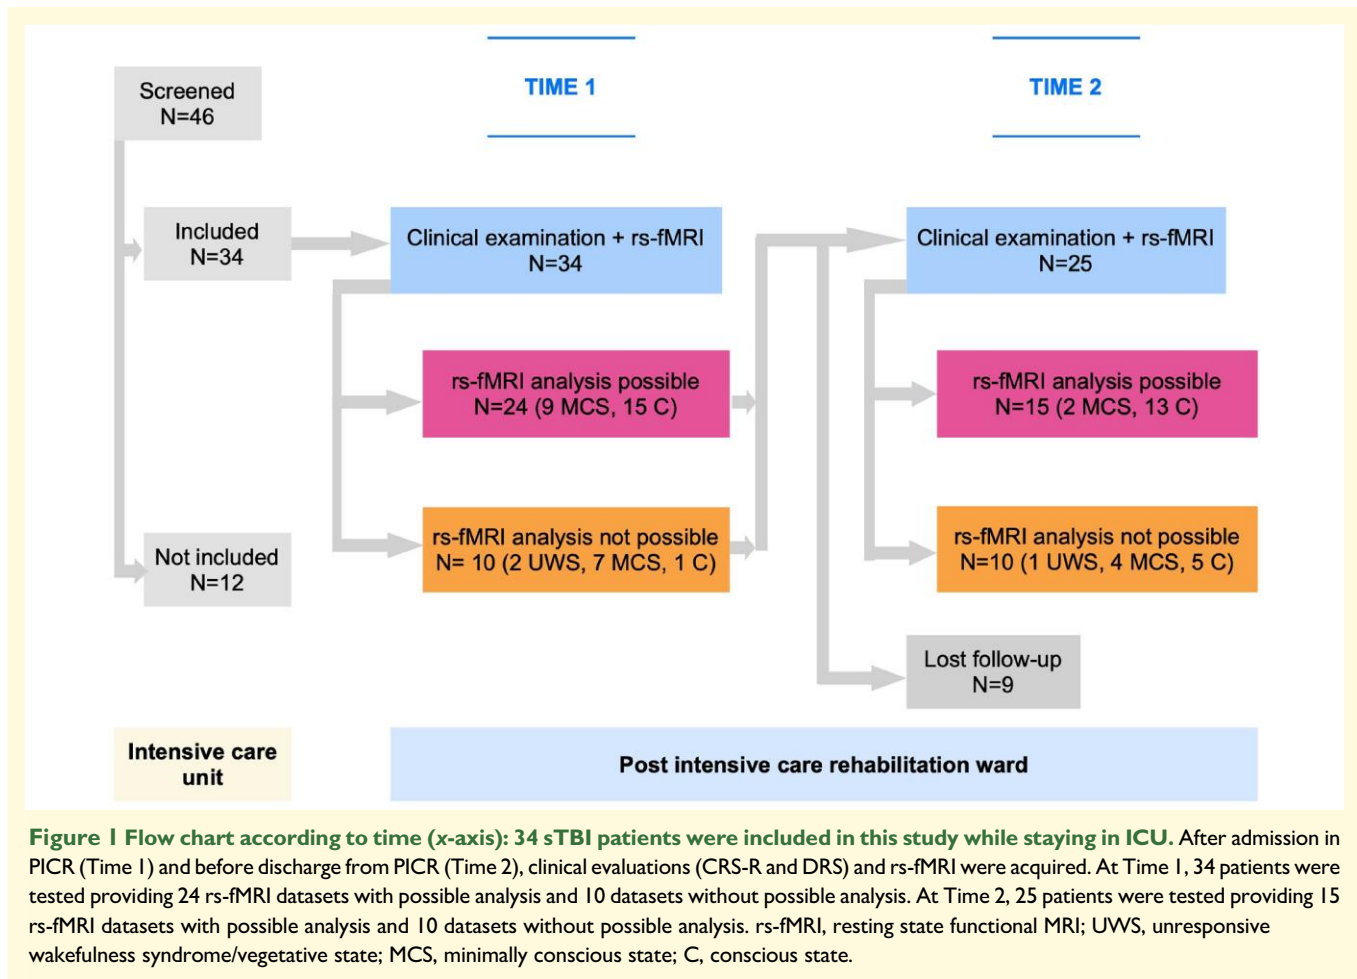 Screened
N=46
TIME 1
TIME 2
Included
N=34
Clinical examination + rs-fMRI
N=34
Clinical examination + rs-fMRI
N=25
rs-fMRI analysis possible
N=24 (9 MCS, 15 C)
rs-fMRI analysis possible
N=15 (2 MCS, 13 C)
Not included
N=12
rs-fMRI analysis not possible
N= 10 (2 UWS, 7 MCS, 1 C)
rs-fMRI analysis not possible
N=10 (1 UWS, 4 MCS, 5 C)
Lost follow-up
N=9
Intensive care
unit
Post intensive care rehabilitation ward
Figure 1 Flow chart according to time (x-axis): 34 sTBI patients were included in this study while staying in ICU. After admission in
PICR (Time 1) and before discharge from PICR (Time 2), clinical evaluations (CRS-R and DRS) and rs-fMRI were acquired. At Time 1, 34 patients were
tested providing 24 rs-fMRI datasets with possible analysis and 10 datasets without possible analysis. At Time 2, 25 patients were tested providing 15
rs-fMRI datasets with possible analysis and 10 datasets without possible analysis. rs-fMRI, resting state functional MRI; UWS, unresponsive
wakefulness syndrome/vegetative state; MCS, minimally conscious state; C, conscious state.